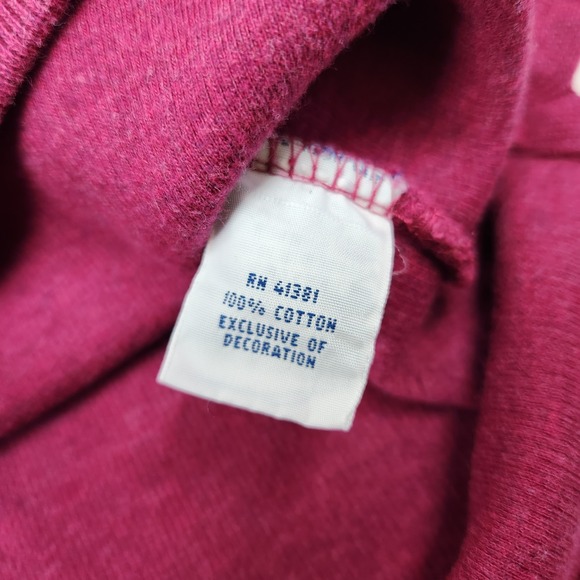 RN 41381
100% COTTON
EXCLUSIVE OF
DECORATION